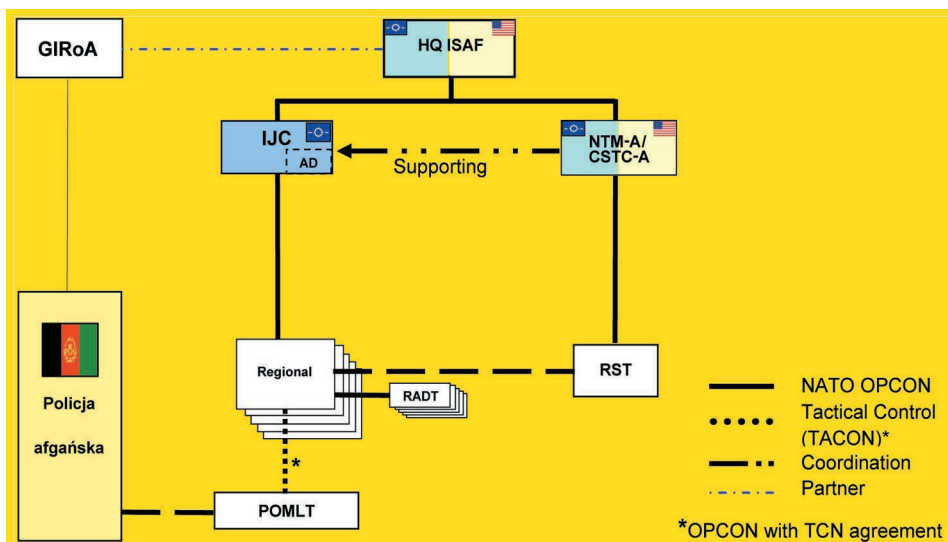 GIRoA
HQ ISAF
IJC
AD
Supporting
NTM-A/
CSTC-A
Policja
afgańska
Regional
RADT
RST
*
POMLT
NATO OPCON
Tactical Control
(TACON)*
Coordination
Partner
*OPCON with TCN agreement